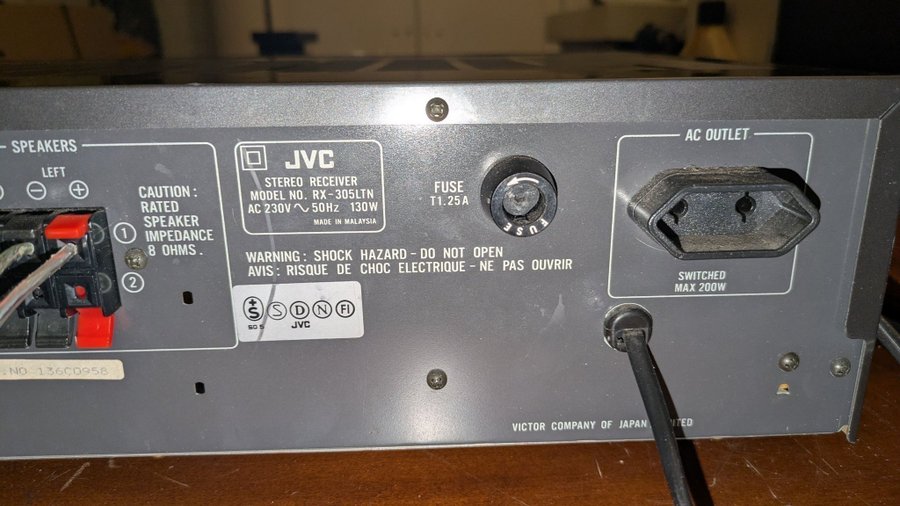 SPEAKERS
LEFT
⊖ ⊕
CAUTION :
RATED
SPEAKER
IMPEDANCE
8 OHMS .
1
2
JVC
STEREO RECEIVER
MODEL NO. RX-305LTN
AC 230V ~ 50Hz 130W
MADE IN MALAYSIA
FUSE
T1.25A
FUSE
AC OUTLET
SWITCHED
MAX 200W
WARNING : SHOCK HAZARD - DO NOT OPEN
AVIS : RISQUE DE CHOC ELECTRIQUE - NE PAS OUVRIR
+S S D N FI
JVC
.NO 136C0958
VICTOR COMPANY OF JAPAN